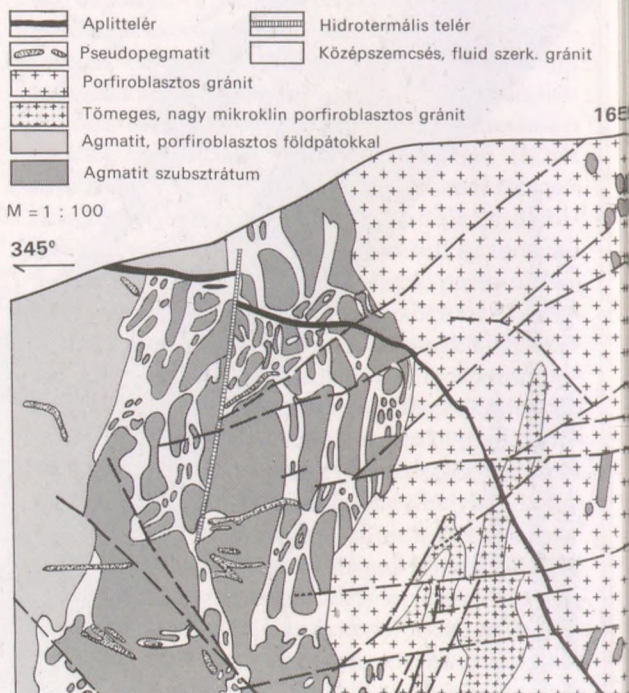 Aplittelér
Hidrotermális telér
Pseudopegmatit
Középszemcsés, fluid szerk. gránit
Porfiroblasztos gránit
Tömeges, nagy mikroklin porfiroblasztos gránit
165
Agmatit, porfiroblasztos földpátokkal
Agmatit szubsztrátum
M = 1 : 100
345°